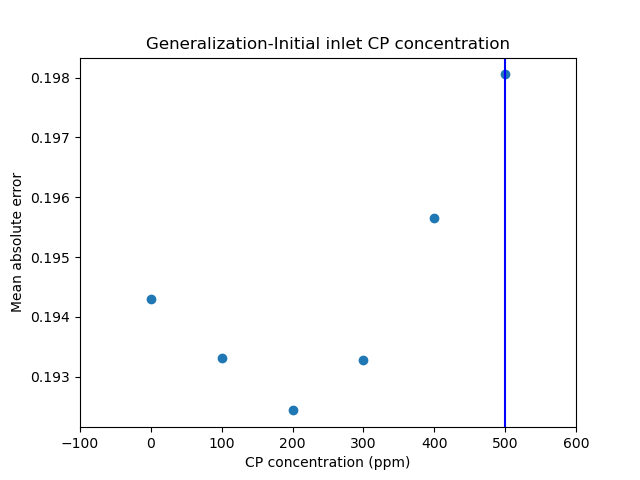 Generalization-Initial inlet CP concentration
0.198
0.197
0.196
0.195
0.194
0.193
Mean absolute error
−100 0 100 200 300 400 500 600
CP concentration (ppm)